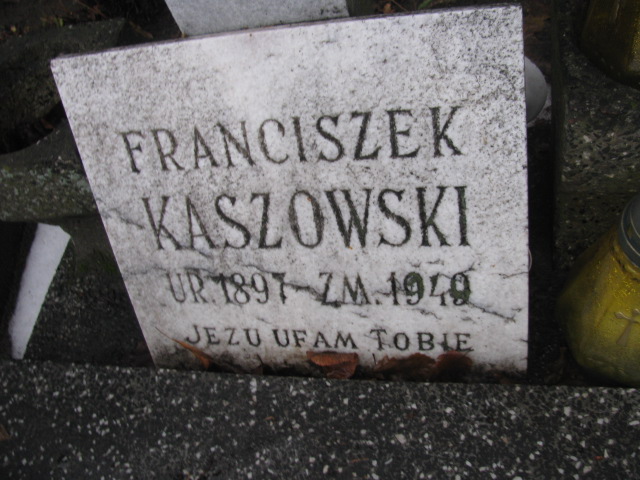 FRANCISZEK
KASZOWSKI
UR. 1897 ZM. 1949
JEZU UFAM TOBIE